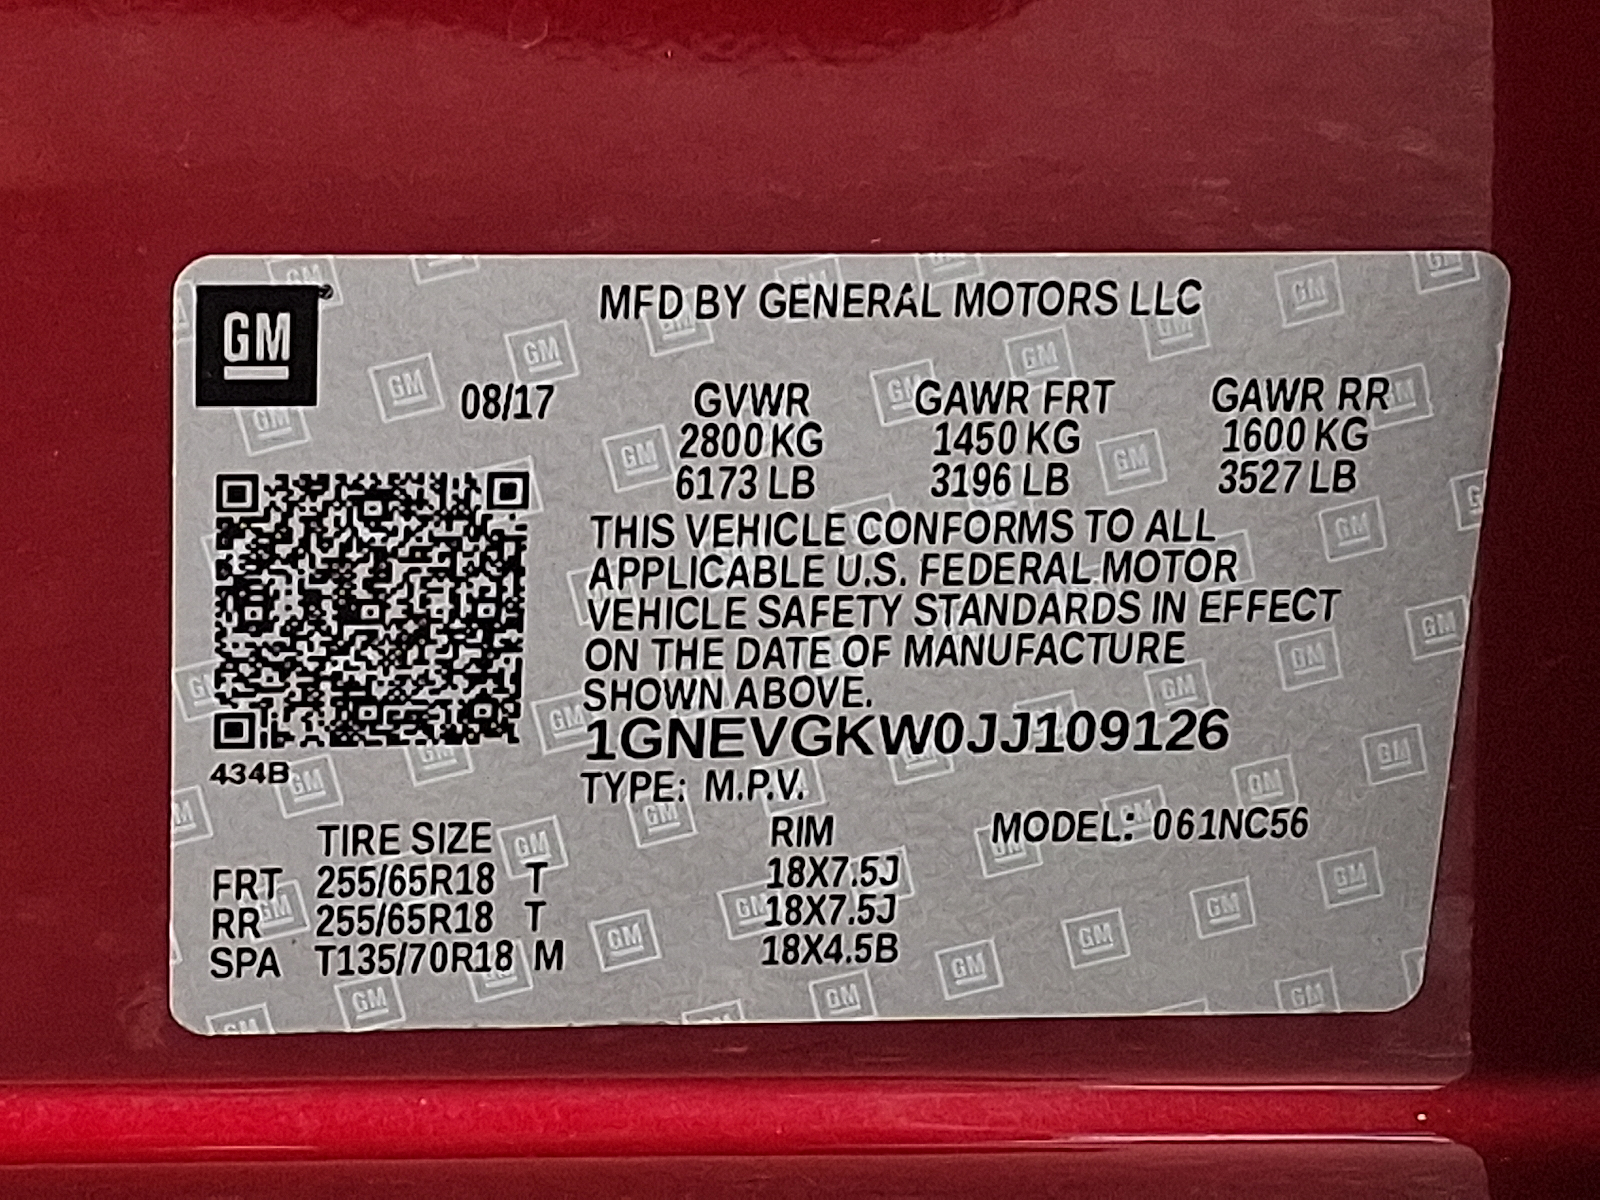 GM
MFD BY GENERAL MOTORS LLC
08/17 GVWR GAWR FRT GAWR RR
2800 KG 1450 KG 1600 KG
6173 LB 3196 LB 3527 LB
THIS VEHICLE CONFORMS TO ALL
APPLICABLE U.S. FEDERAL MOTOR
VEHICLE SAFETY STANDARDS IN EFFECT
ON THE DATE OF MANUFACTURE
SHOWN ABOVE.
1GNEVGKW0JJ109126
434B
TYPE: M.P.V.
TIRE SIZE RIM MODEL: 061NC56
FRT 255/65R18 T 18X7.5J
RR 255/65R18 T 18X7.5J
SPA T135/70R18 M 18X4.5B